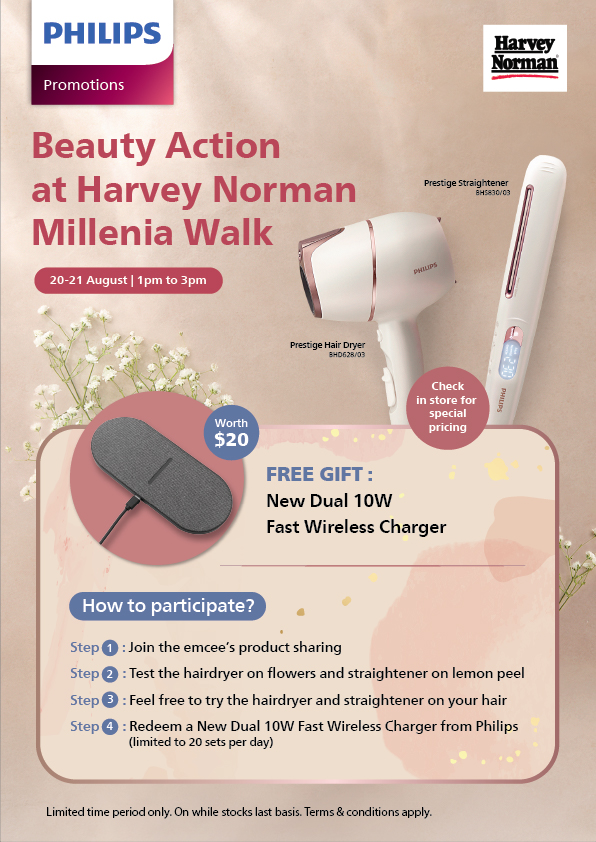 PHILIPS
Promotions
Harvey
Norman
Beauty Action
at Harvey Norman
Millenia Walk
20-21 August | 1pm to 3pm
Prestige Straightener
BHS830/03
PHILIPS
Prestige Hair Dryer
BHD628/03
230
PHILIPS
Check
in store for
special
pricing
Worth
$20
FREE GIFT :
New Dual 10W
Fast Wireless Charger
How to participate?
Step 1 : Join the emcee's product sharing
Step 2 : Test the hairdryer on flowers and straightener on lemon peel
Step 3 : Feel free to try the hairdryer and straightener on your hair
Step 4 : Redeem a New Dual 10W Fast Wireless Charger from Philips
(limited to 20 sets per day)
Limited time period only. On while stocks last basis. Terms & conditions apply.